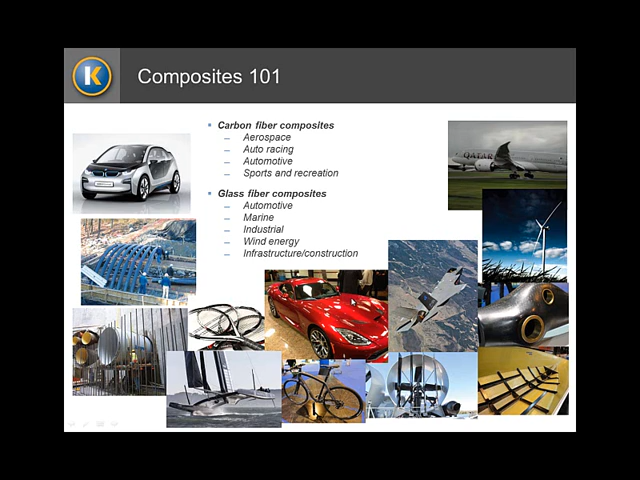 K
Composites 101
Carbon fiber composites
Aerospace
Auto racing
Automotive
Sports and recreation
Glass fiber composites
Automotive
Marine
Industrial
Wind energy
Infrastructure/construction
QATAR